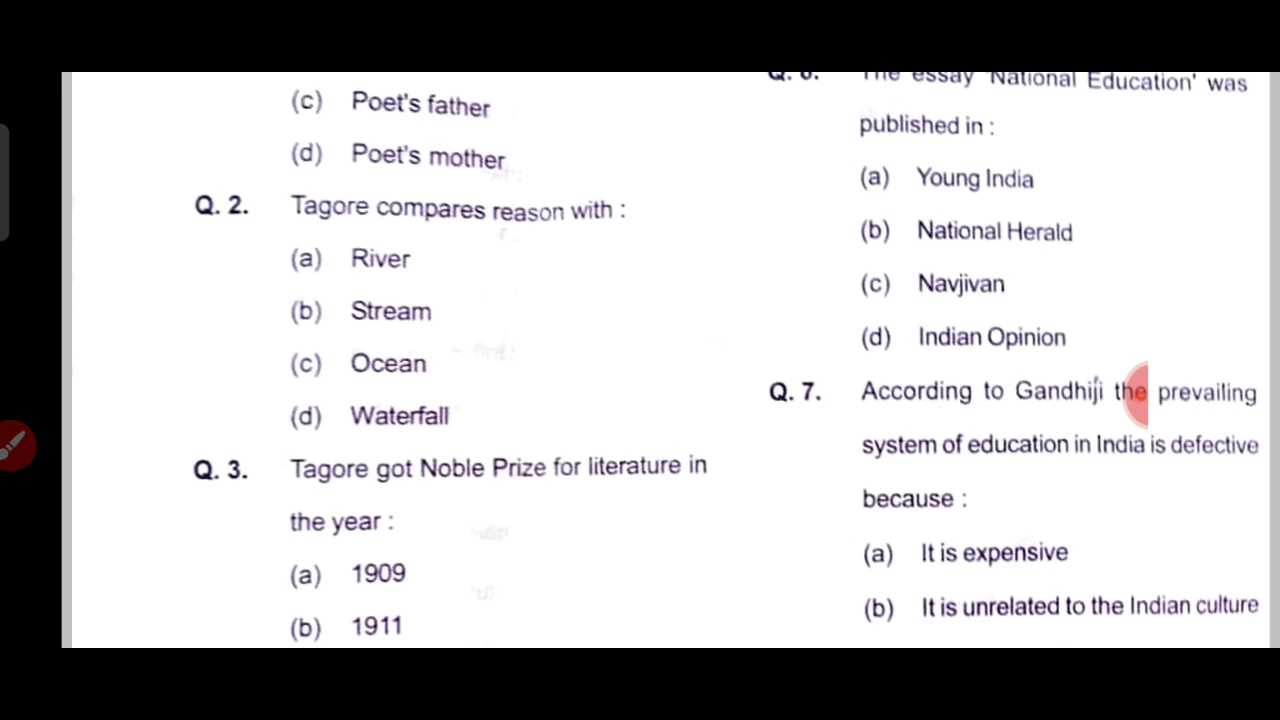 (c) Poet's father
(d) Poet's mother
Q. 2. Tagore compares reason with :
(a) River
(b) Stream
(c) Ocean
(d) Waterfall
Q. 3. Tagore got Noble Prize for literature in
the year :
(a) 1909
(b) 1911
Q. 6. The essay 'National Education' was
published in :
(a) Young India
(b) National Herald
(c) Navjivan
(d) Indian Opinion
Q. 7. According to Gandhiji the prevailing
system of education in India is defective
because :
(a) It is expensive
(b) It is unrelated to the Indian culture